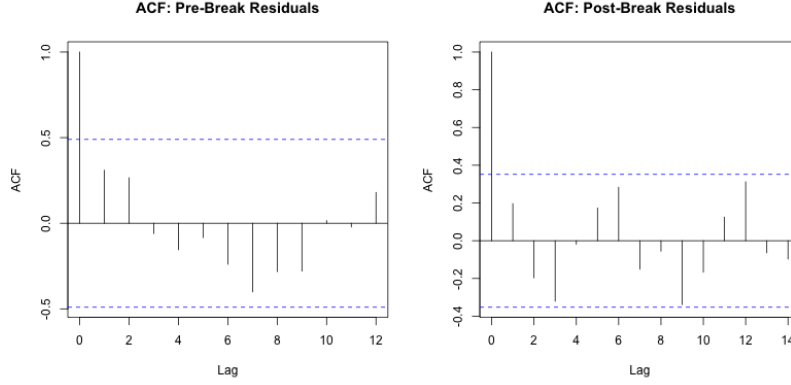 ACF: Pre-Break Residuals
ACF
1.0
0.5
0.0
-0.5
0 2 4 6 8 10 12
Lag
ACF: Post-Break Residuals
ACF
1.0
0.8
0.6
0.4
0.2
0.0
-0.2
-0.4
0 2 4 6 8 10 12 14
Lag